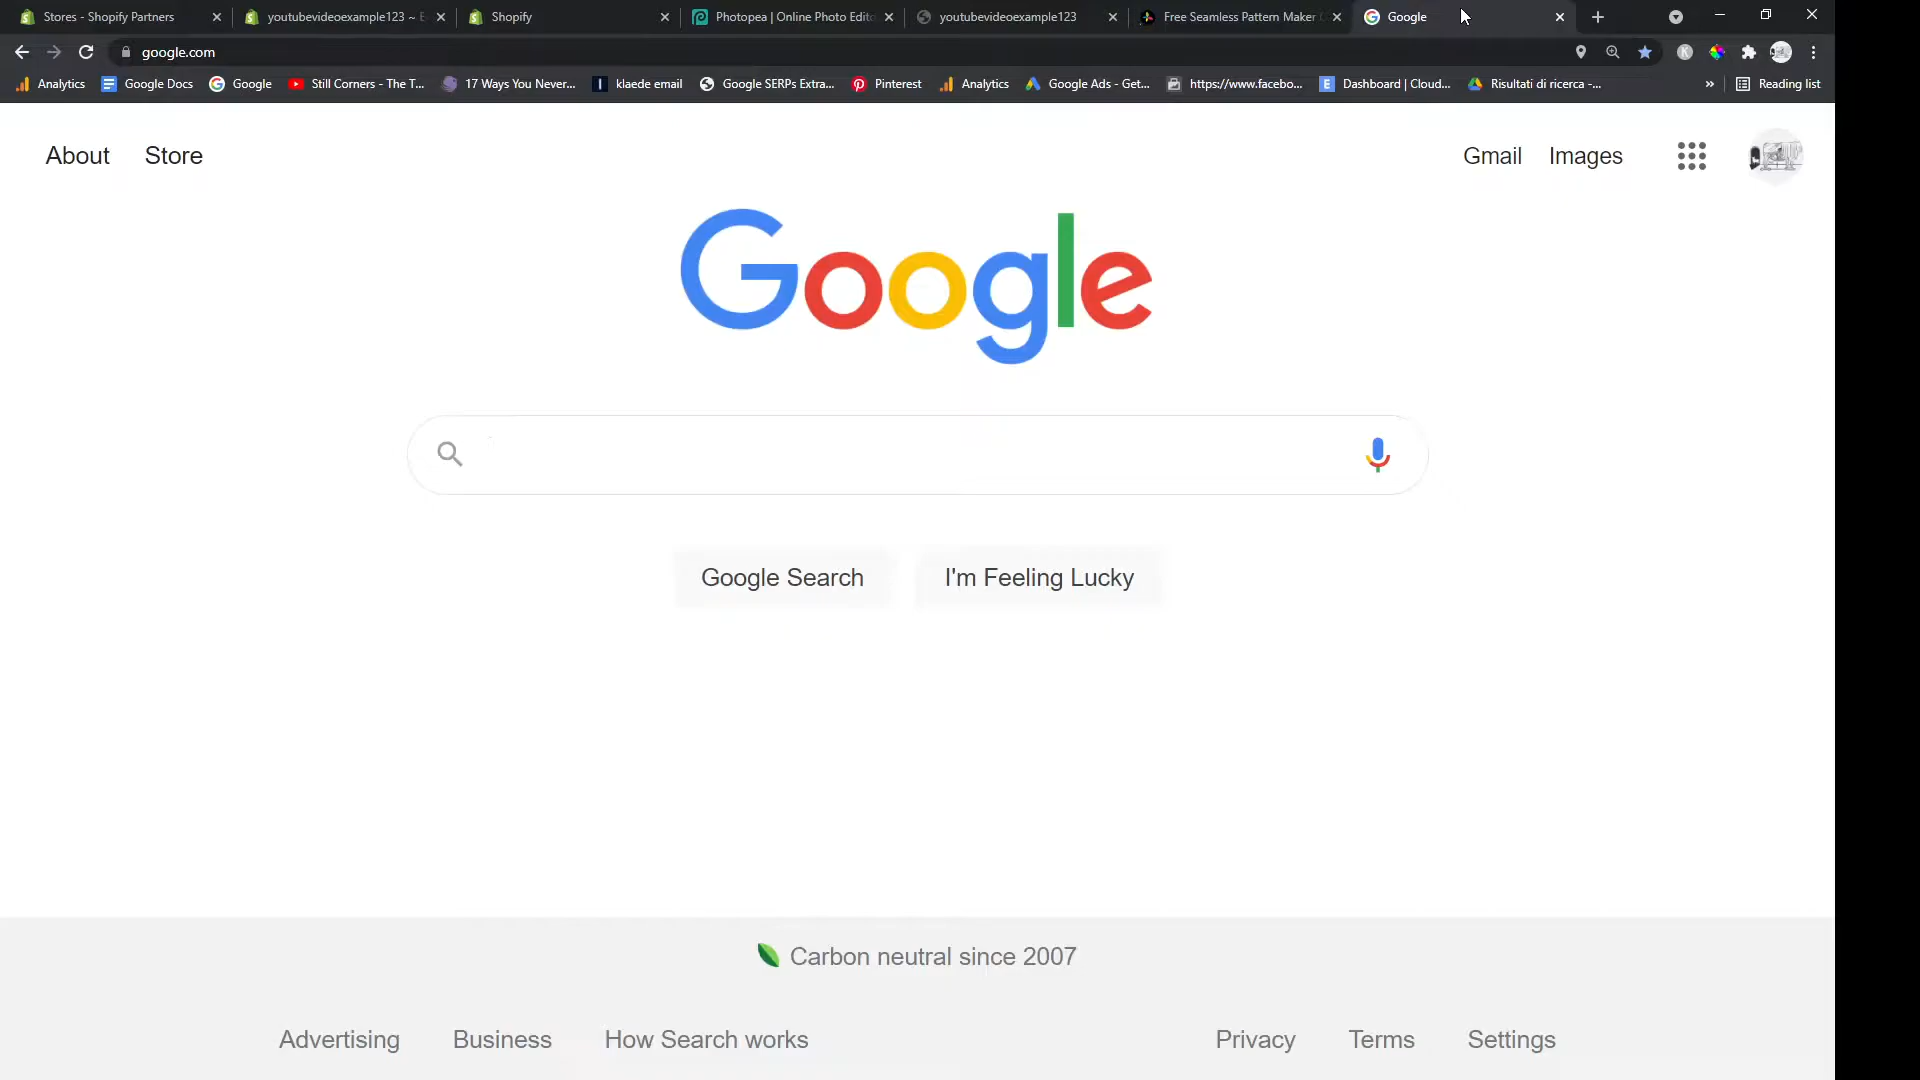 Stores - Shopify Partners
youtubevideoexample123 ~ E
Shopify
Photopea | Online Photo Edito
youtubevideoexample123
Free Seamless Pattern Maker
Google
google.com
Analytics
Google Docs
Google
Still Corners - The T...
17 Ways You Never...
klaede email
Google SERPs Extra...
Pinterest
Analytics
Google Ads - Get...
https://www.facebo...
Dashboard | Cloud...
Risultati di ricerca -...
»
Reading list
About
Store
Gmail
Images
Google
Google Search
I'm Feeling Lucky
Carbon neutral since 2007
Advertising
Business
How Search works
Privacy
Terms
Settings